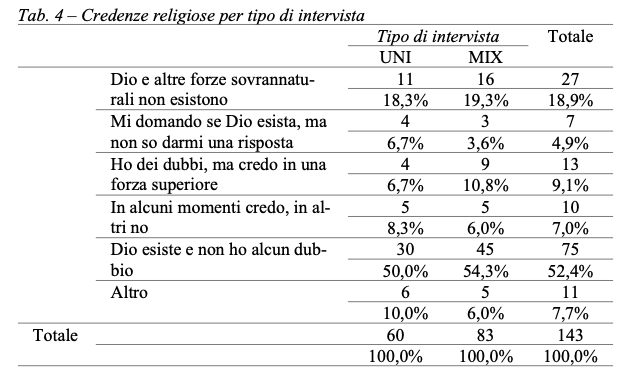 Tab. 4 – Credenze religiose per tipo di intervista
Tipo di intervista Totale
UNI MIX
Dio e altre forze sovrannatu- 11 16 27
rali non esistono 18,3% 19,3% 18,9%
Mi domando se Dio esista, ma 4 3 7
non so darmi una risposta 6,7% 3,6% 4,9%
Ho dei dubbi, ma credo in una 4 9 13
forza superiore 6,7% 10,8% 9,1%
In alcuni momenti credo, in al- 5 5 10
tri no 8,3% 6,0% 7,0%
Dio esiste e non ho alcun dub- 30 45 75
bio 50,0% 54,3% 52,4%
Altro 6 5 11
10,0% 6,0% 7,7%
Totale 60 83 143
100,0% 100,0% 100,0%